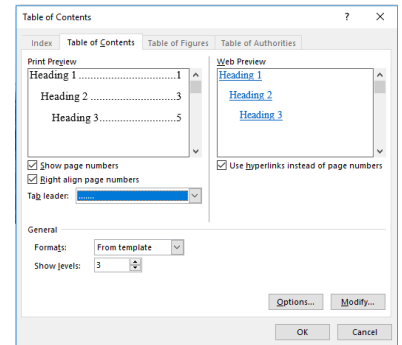 Table of Contents ? ×
Index Table of Contents Table of Figures Table of Authorities
Print Preview Web Preview
Heading 1.....................................1 Heading 1
Heading 2.................................3 Heading 2
Heading 3.............................5 Heading 3
Show page numbers Use hyperlinks instead of page numbers
Right align page numbers
Tab leader: .......
General
Formats: From template
Show levels: 3
Options... Modify...
OK Cancel